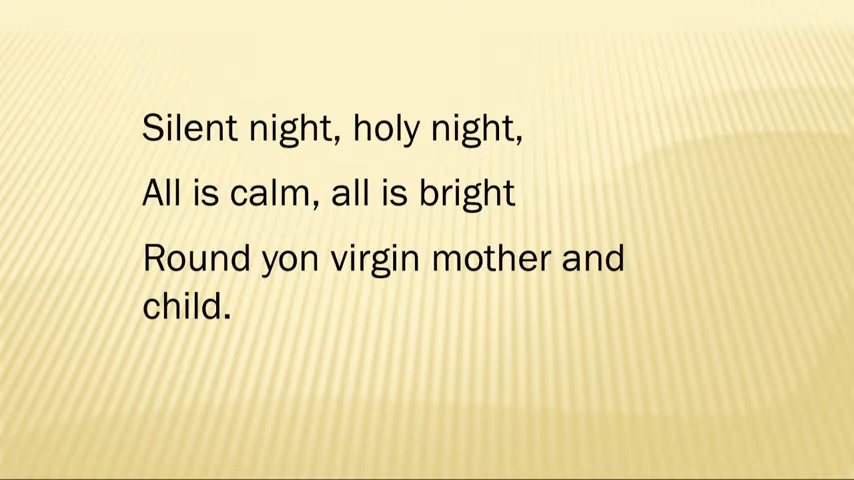 Silent night, holy night,
All is calm, all is bright
Round yon virgin mother and
child.